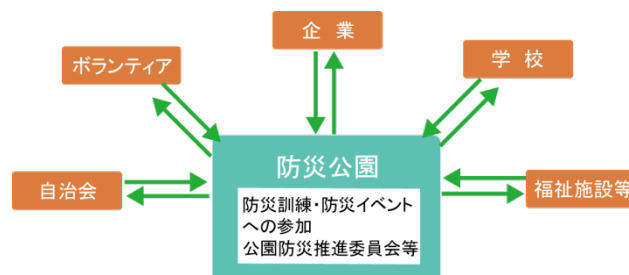 企業
ボランティア
学校
防災公園
自治会
福祉施設等
防災訓練・防災イベント
への参加
公園防災推進委員会等